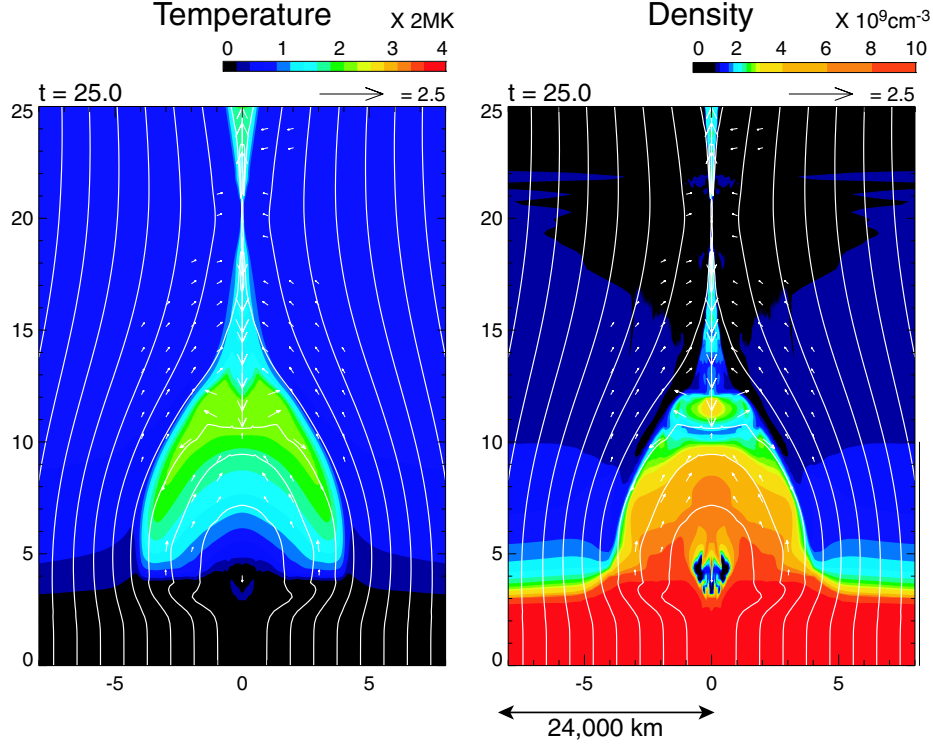 Temperature
X 2MK
0 1 2 3 4
t = 25.0
= 2.5
25
20
15
10
5
0
-5 0 5
Density
X 10⁹cm⁻³
0 2 4 6 8 10
t = 25.0
= 2.5
25
20
15
10
5
0
-5 0 5
24,000 km